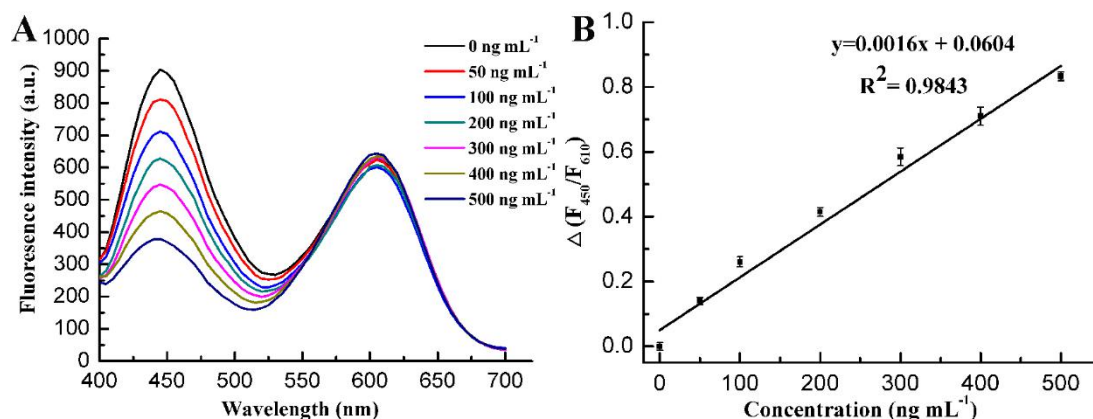 A
Fluoresence intensity (a.u.)
1000
900
800
700
600
500
400
300
200
100
0
400 450 500 550 600 650 700
Wavelength (nm)
0 ng mL⁻¹
50 ng mL⁻¹
100 ng mL⁻¹
200 ng mL⁻¹
300 ng mL⁻¹
400 ng mL⁻¹
500 ng mL⁻¹
B
△(F₄₅₀/F₆₁₀)
1.0
0.8
0.6
0.4
0.2
0.0
0 100 200 300 400 500
Concentration (ng mL⁻¹)
y=0.0016x + 0.0604
R²= 0.9843